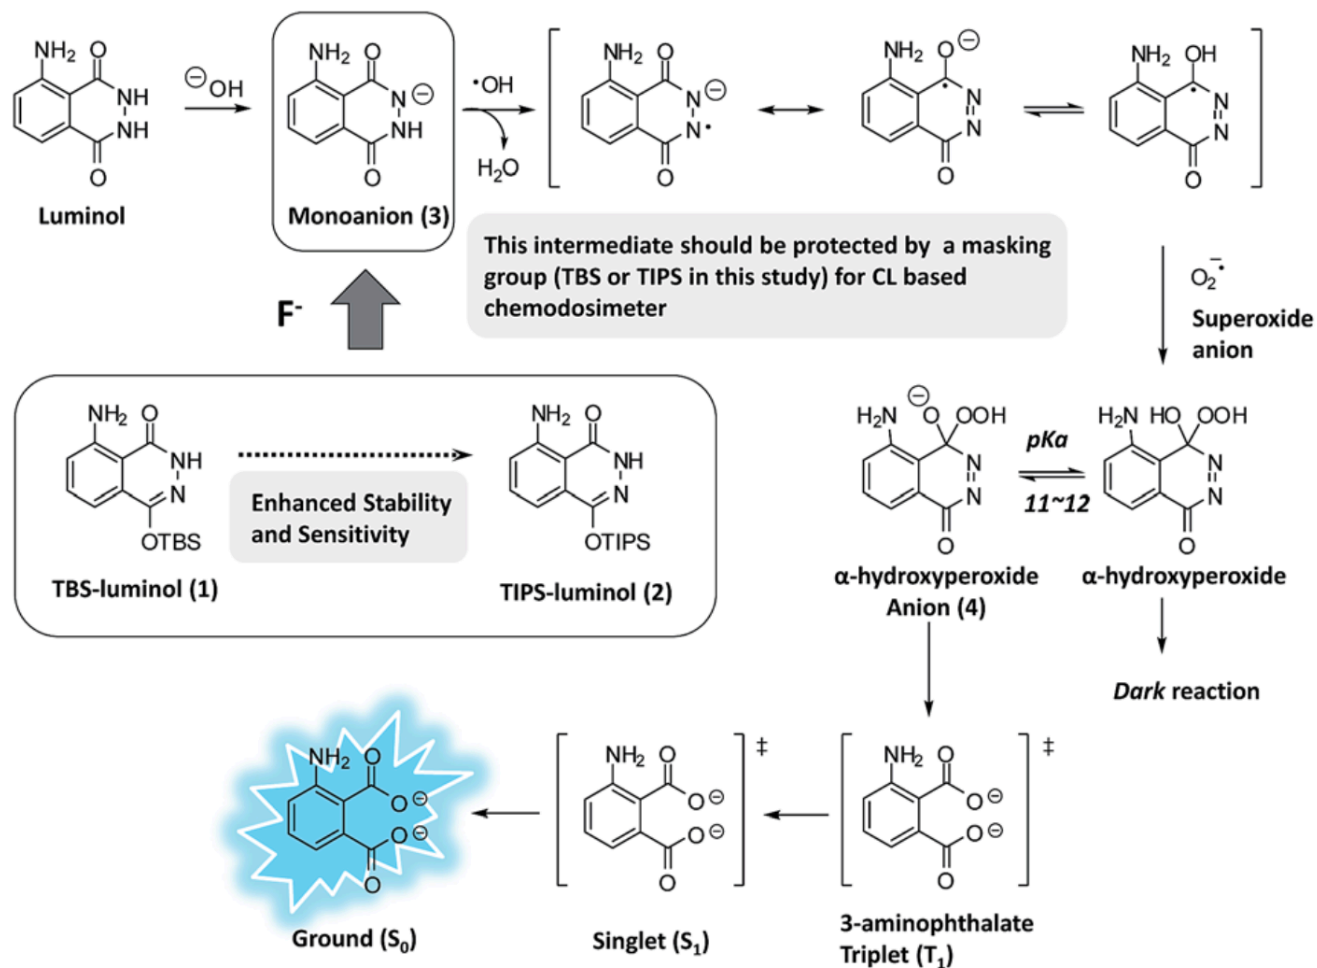 NH2 O
NH
NH
O
Luminol
⊖OH
NH2 O
N ⊖
NH
O
Monoanion (3)
•OH
H2O
NH2 O
N ⊖
N•
O
NH2 O ⊖
N
N
O
NH2 OH
N
N
O
This intermediate should be protected by a masking
group (TBS or TIPS in this study) for CL based
chemodosimeter
F-
O2-•
Superoxide
anion
NH2 O
NH
N
OTBS
TBS-luminol (1)
Enhanced Stability
and Sensitivity
NH2 O
NH
N
OTIPS
TIPS-luminol (2)
⊖
H2N O OOH
N
N
O
α-hydroxyperoxide
Anion (4)
pKa
11~12
H2N HO OOH
N
N
O
α-hydroxyperoxide
Dark reaction
NH2 O
O ⊖
O ⊖
O
Ground (S0)
NH2 O ‡
O ⊖
O ⊖
O
Singlet (S1)
NH2 O ‡
O ⊖
O ⊖
O
3-aminophthalate
Triplet (T1)